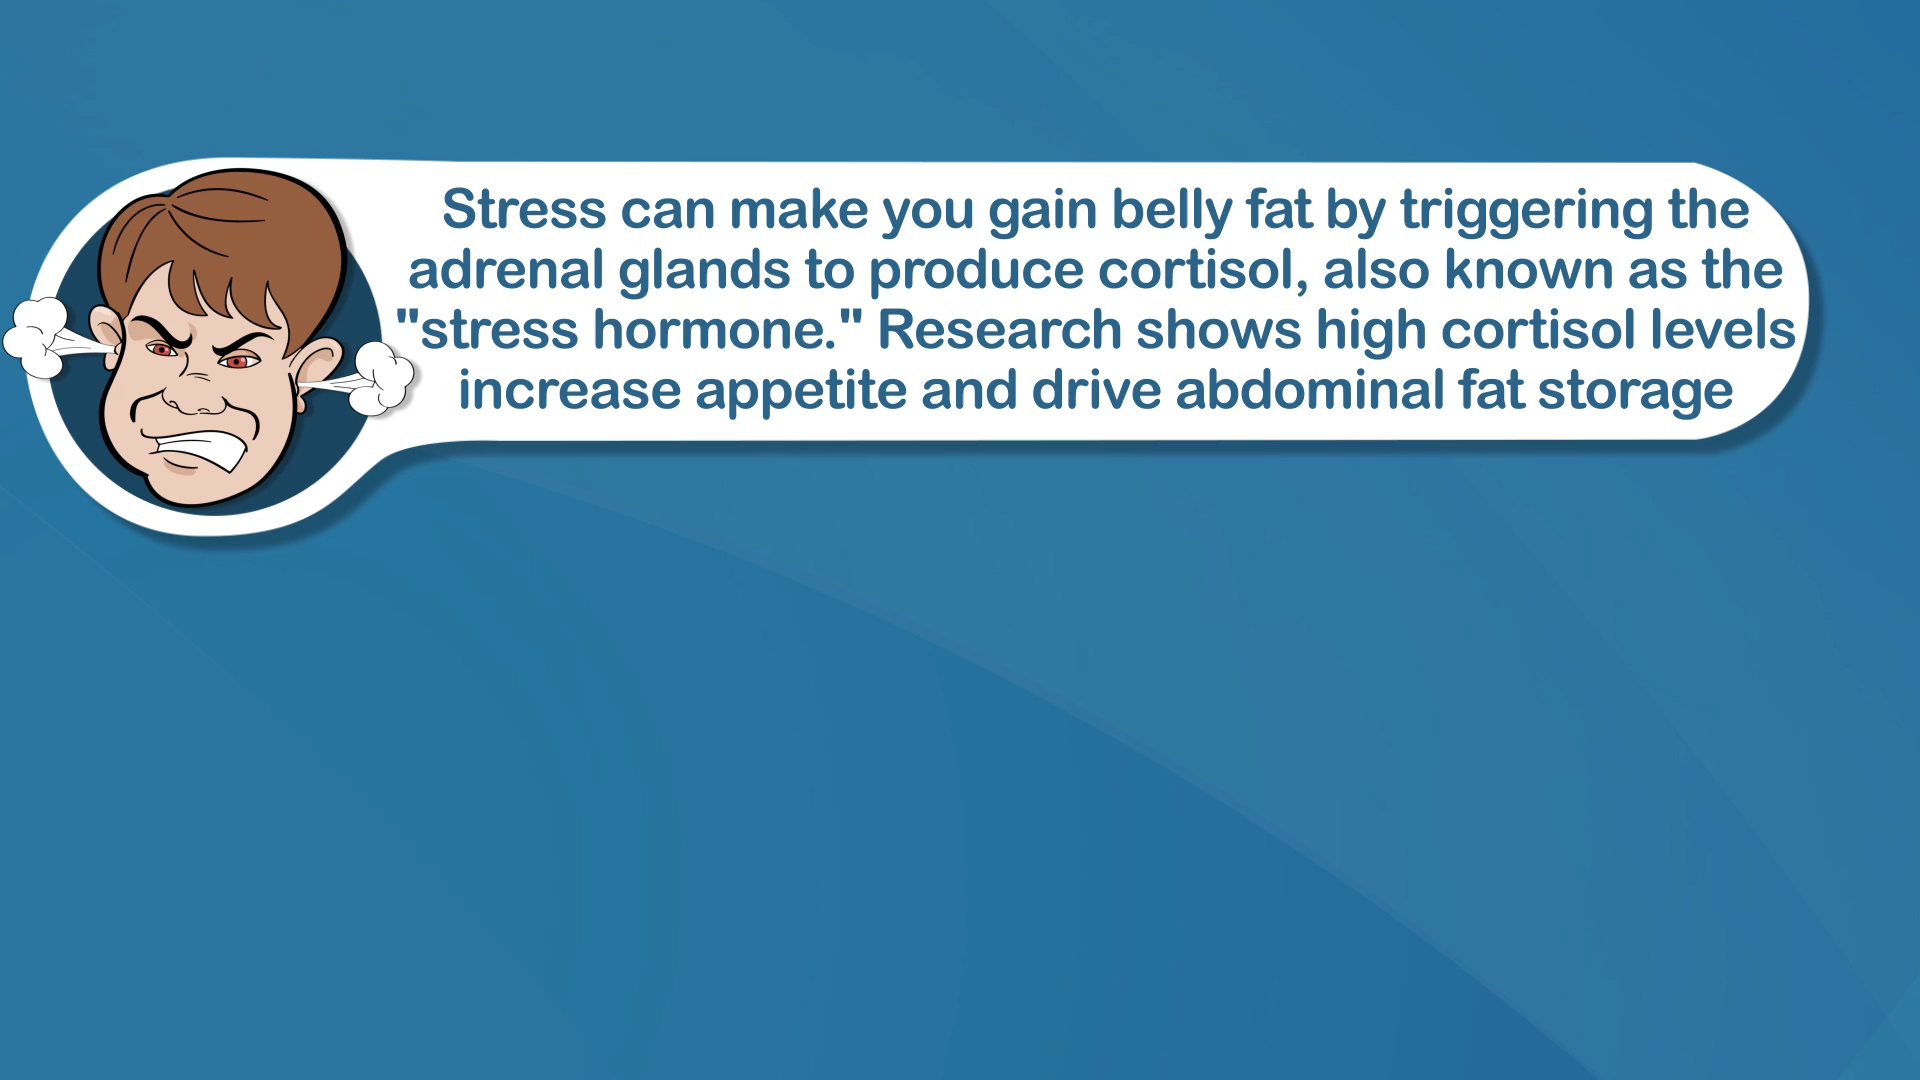 Stress can make you gain belly fat by triggering the
adrenal glands to produce cortisol, also known as the
"stress hormone." Research shows high cortisol levels
increase appetite and drive abdominal fat storage